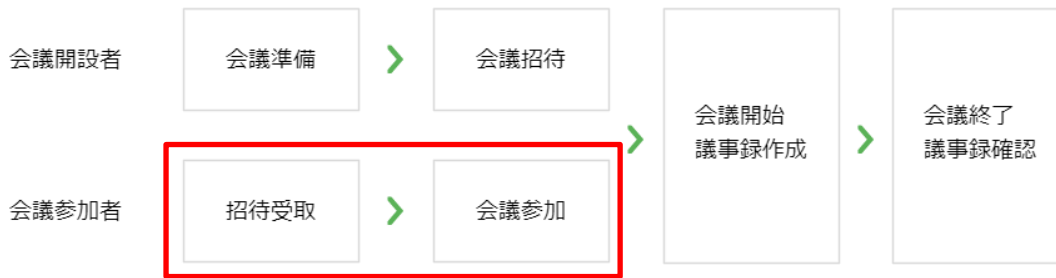 会議開設者
会議準備
会議招待
会議開始
議事録作成
会議終了
議事録確認
会議参加者
招待受取
会議参加